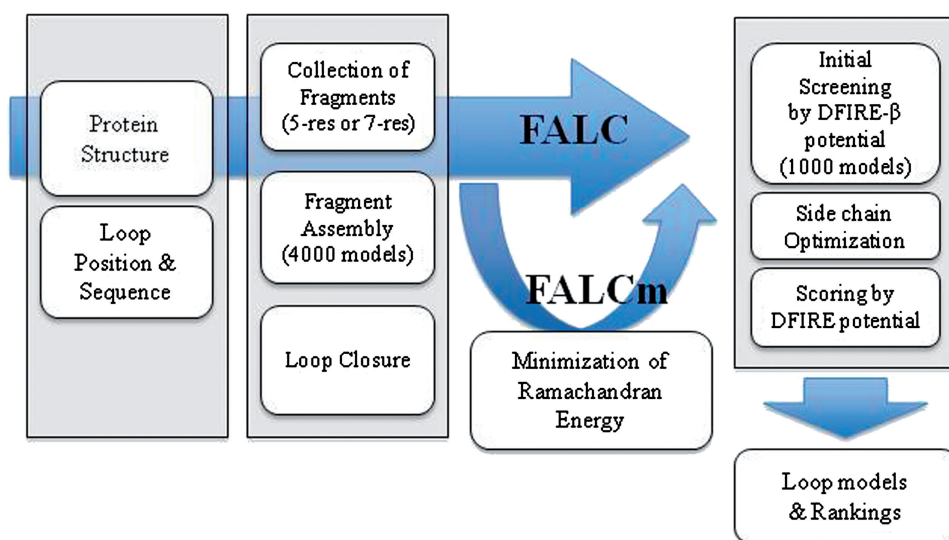 Protein
Structure
Loop
Position &
Sequence
Collection of
Fragments
(5-res or 7-res)
Fragment
Assembly
(4000 models)
Loop Closure
FALC
FALCm
Minimization of
Ramachandran
Energy
Initial
Screening
by DFIRE-β
potential
(1000 models)
Side chain
Optimization
Scoring by
DFIRE potential
Loop models
& Rankings